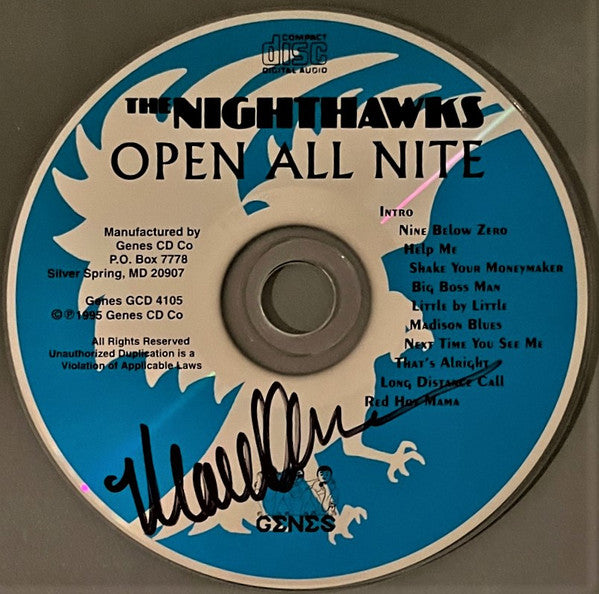 COMPACT
disc
DIGITAL AUDIO
THE NIGHTHAWKS
OPEN ALL NITE
Manufactured by
Genes CD Co
P.O. Box 7778
Silver Spring, MD 20907
Genes GCD 4105
©℗1995 Genes CD Co
All Rights Reserved
Unauthorized Duplication is a
Violation of Applicable Laws
Intro
Nine Below Zero
Help Me
Shake Your Moneymaker
Big Boss Man
Little by Little
Madison Blues
Next Time You See Me
That's Alright
Long Distance Call
Red Hot Mama
GENES